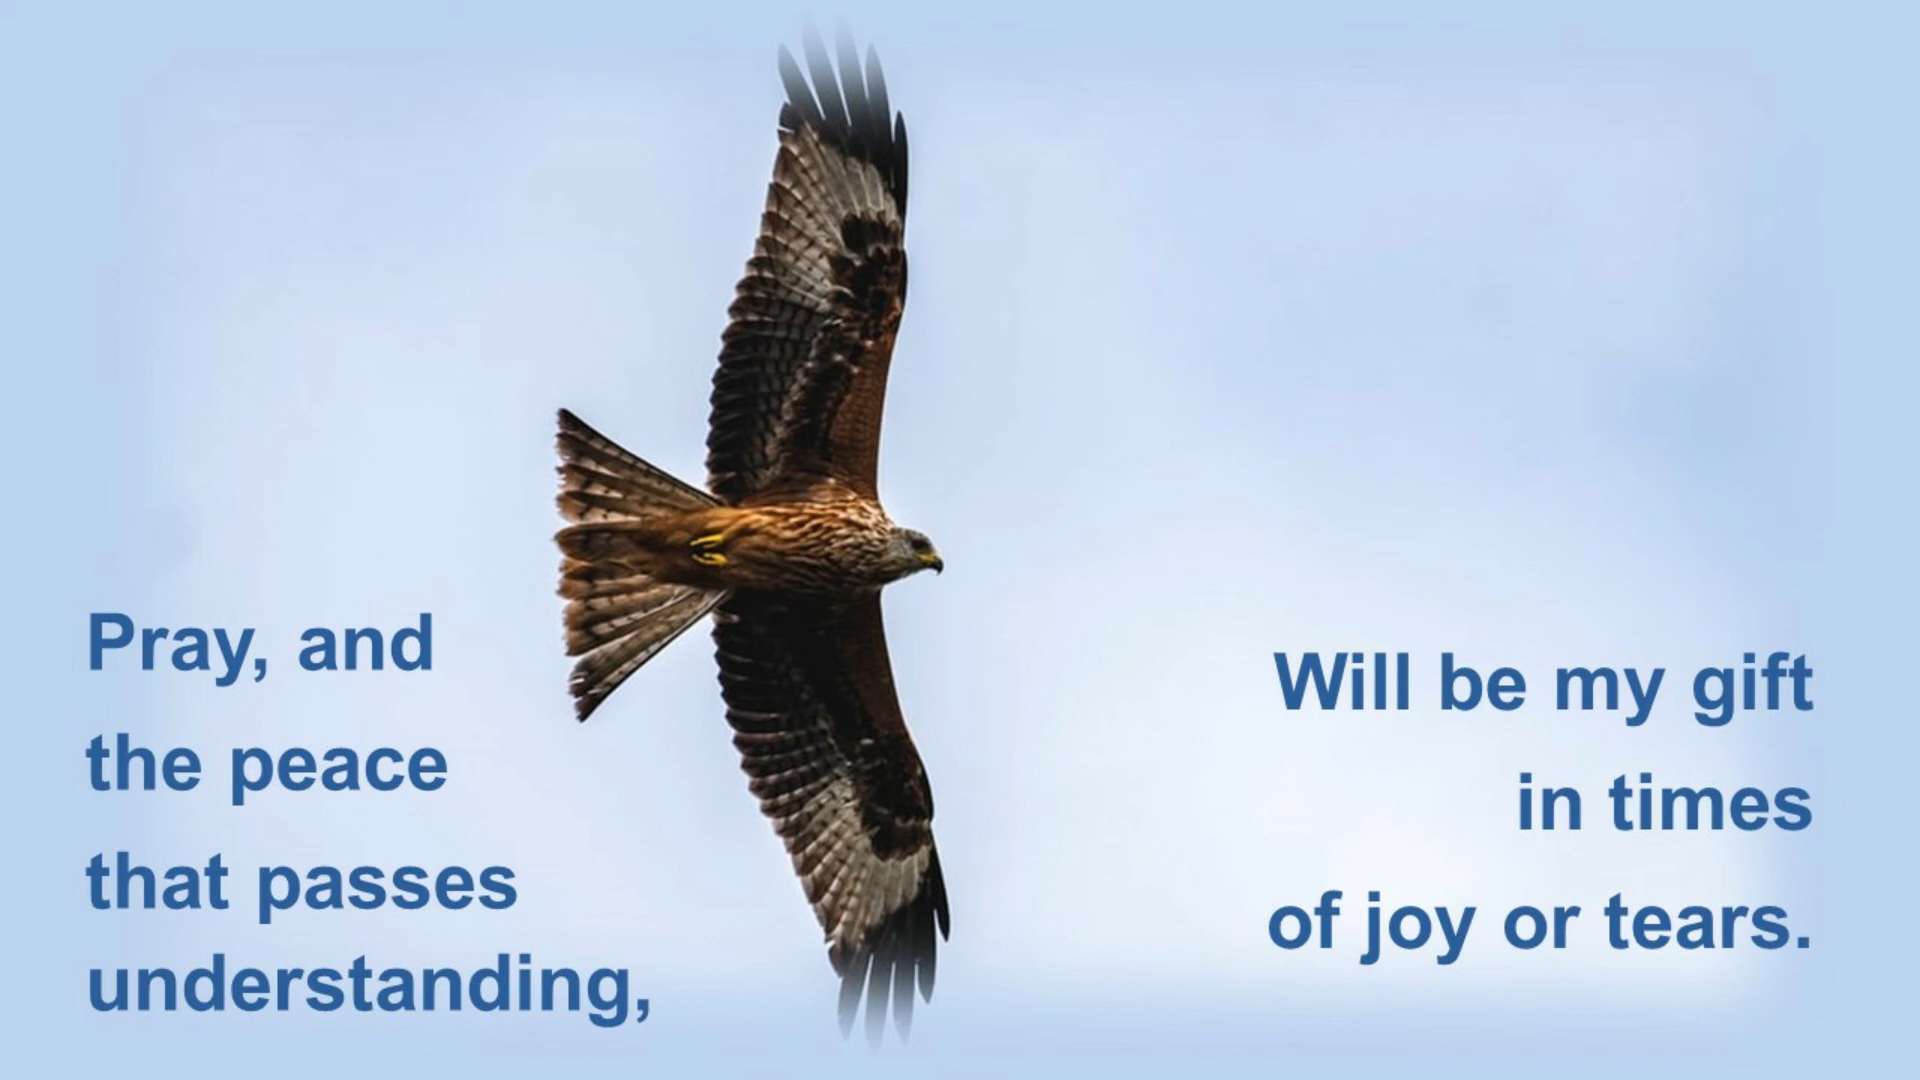 Pray, and
the peace
that passes
understanding,
Will be my gift
in times
of joy or tears.